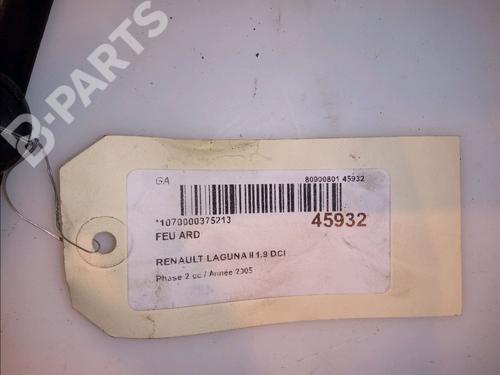 B-PARTS
GA 80900801 45932
*1070000375213 45932
FEU ARD
RENAULT LAGUNA II 1.9 DCI
Phase 2 cc / Année 2005